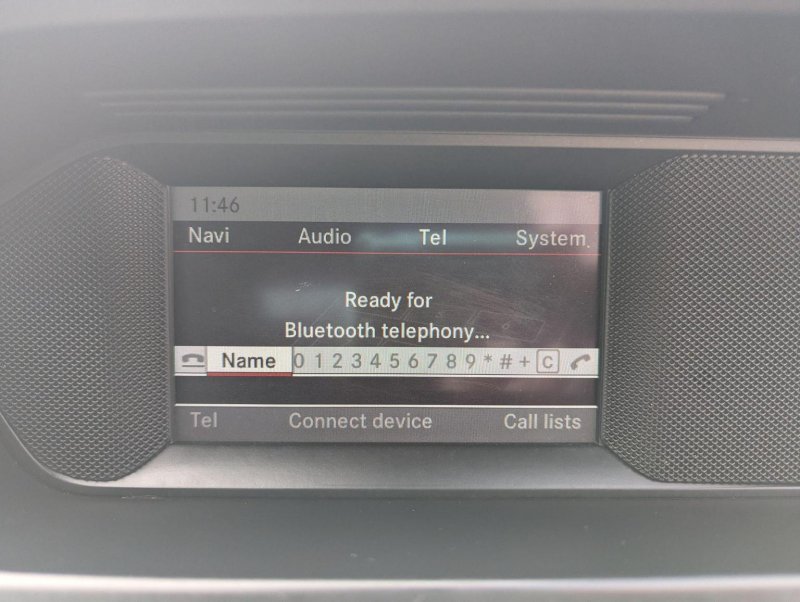 11:46
Navi Audio Tel System
Ready for
Bluetooth telephony...
Name 0 1 2 3 4 5 6 7 8 9 * # + C
Tel Connect device Call lists